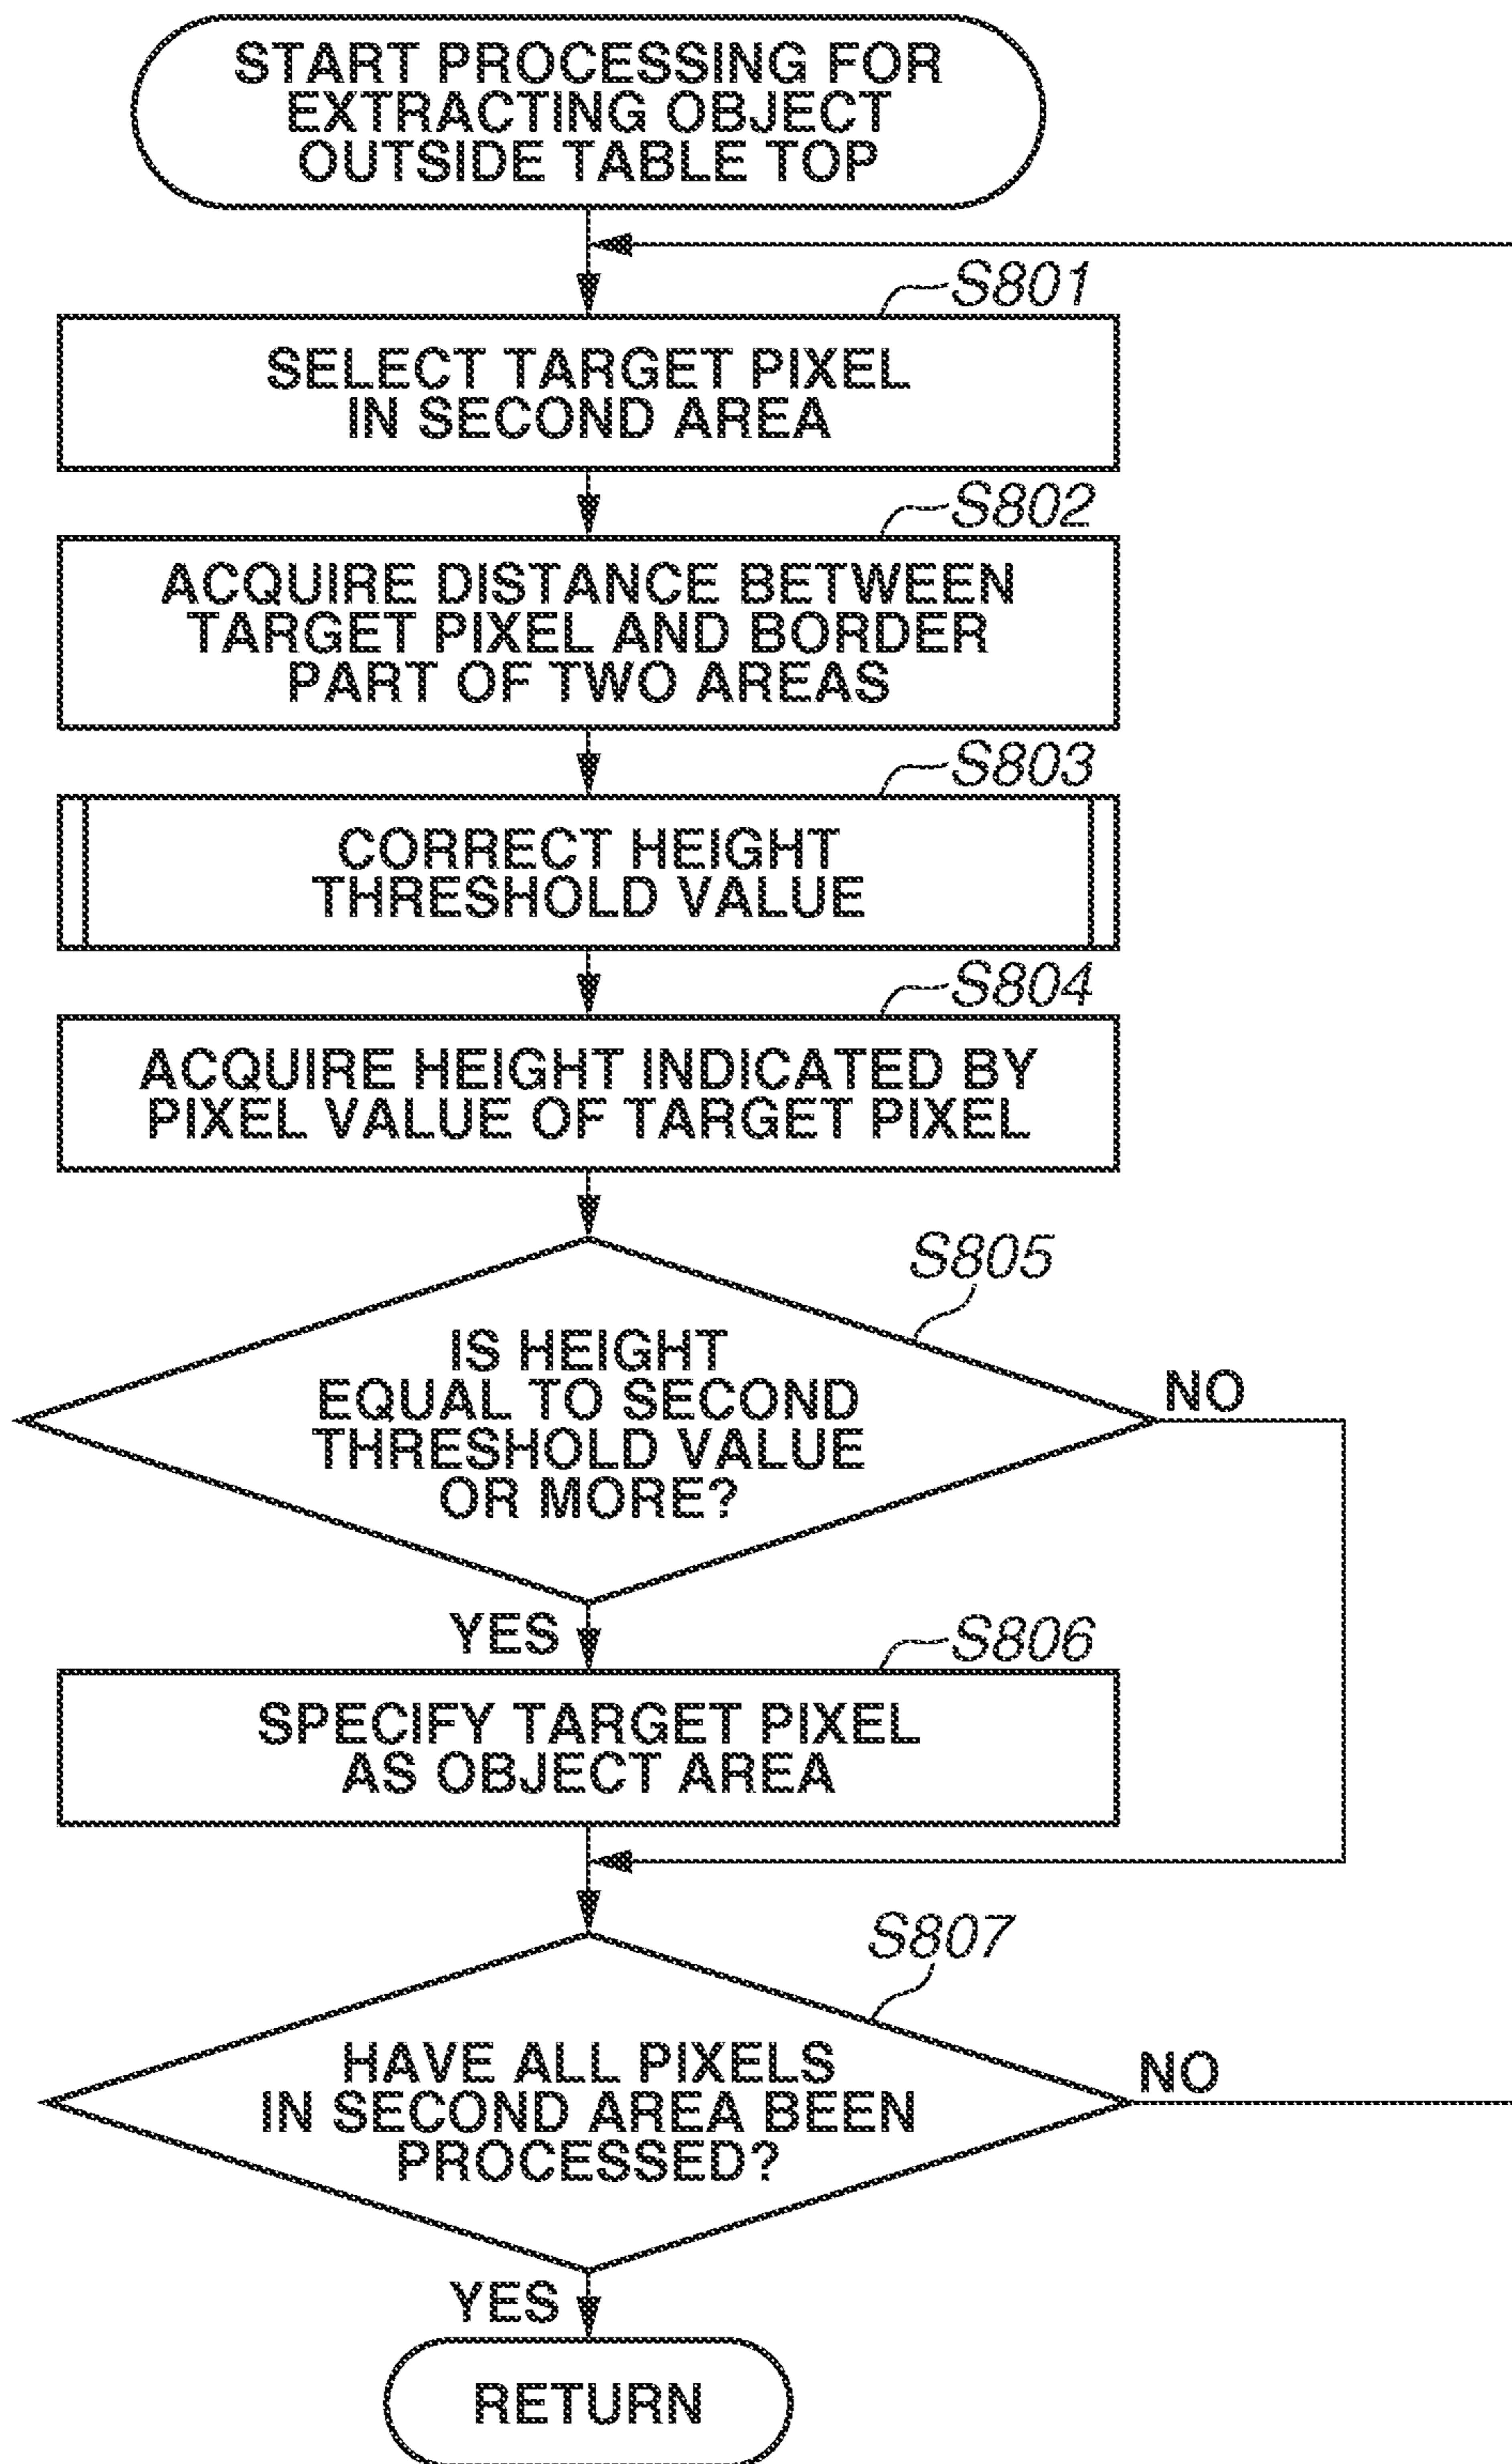 START PROCESSING FOR
EXTRACTING OBJECT
OUTSIDE TABLE TOP
S801
SELECT TARGET PIXEL
IN SECOND AREA
S802
ACQUIRE DISTANCE BETWEEN
TARGET PIXEL AND BORDER
PART OF TWO AREAS
S803
CORRECT HEIGHT
THRESHOLD VALUE
S804
ACQUIRE HEIGHT INDICATED BY
PIXEL VALUE OF TARGET PIXEL
S805
IS HEIGHT
EQUAL TO SECOND
THRESHOLD VALUE
OR MORE?
NO
YES
S806
SPECIFY TARGET PIXEL
AS OBJECT AREA
S807
HAVE ALL PIXELS
IN SECOND AREA BEEN
PROCESSED?
NO
YES
RETURN